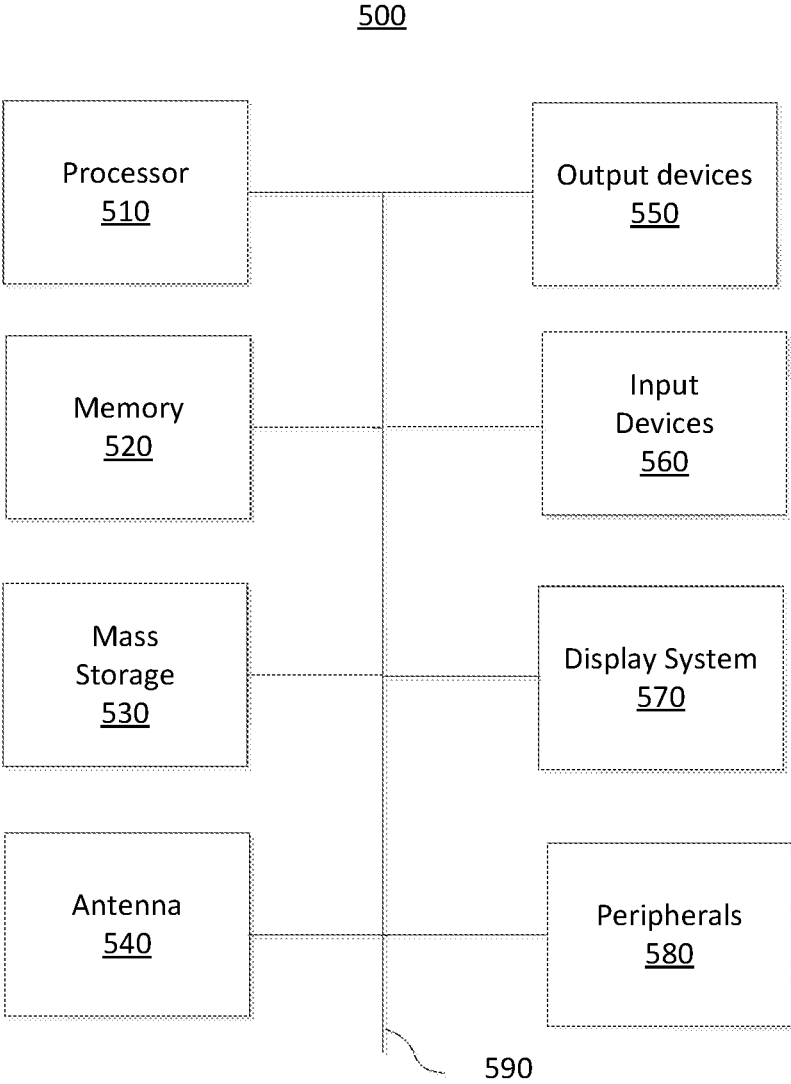 500
Processor
510
Output devices
550
Memory
520
Input
Devices
560
Mass
Storage
530
Display System
570
Antenna
540
Peripherals
580
590